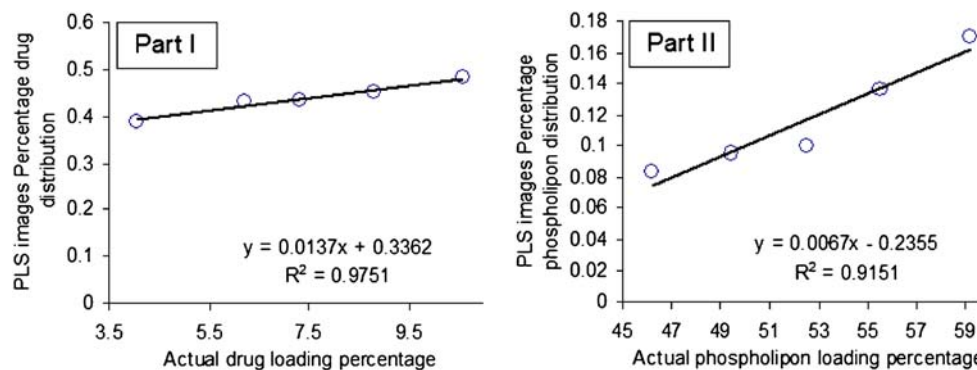 Part I
PLS images Percentage drug
distribution
0.6
0.5
0.4
0.3
0.2
0.1
0
y = 0.0137x + 0.3362
R² = 0.9751
3.5 5.5 7.5 9.5
Actual drug loading percentage
Part II
PLS images Percentage
phospholipon distribution
0.18
0.16
0.14
0.12
0.1
0.08
0.06
0.04
0.02
0
y = 0.0067x - 0.2355
R² = 0.9151
45 47 49 51 53 55 57 59
Actual phospholipon loading percentage